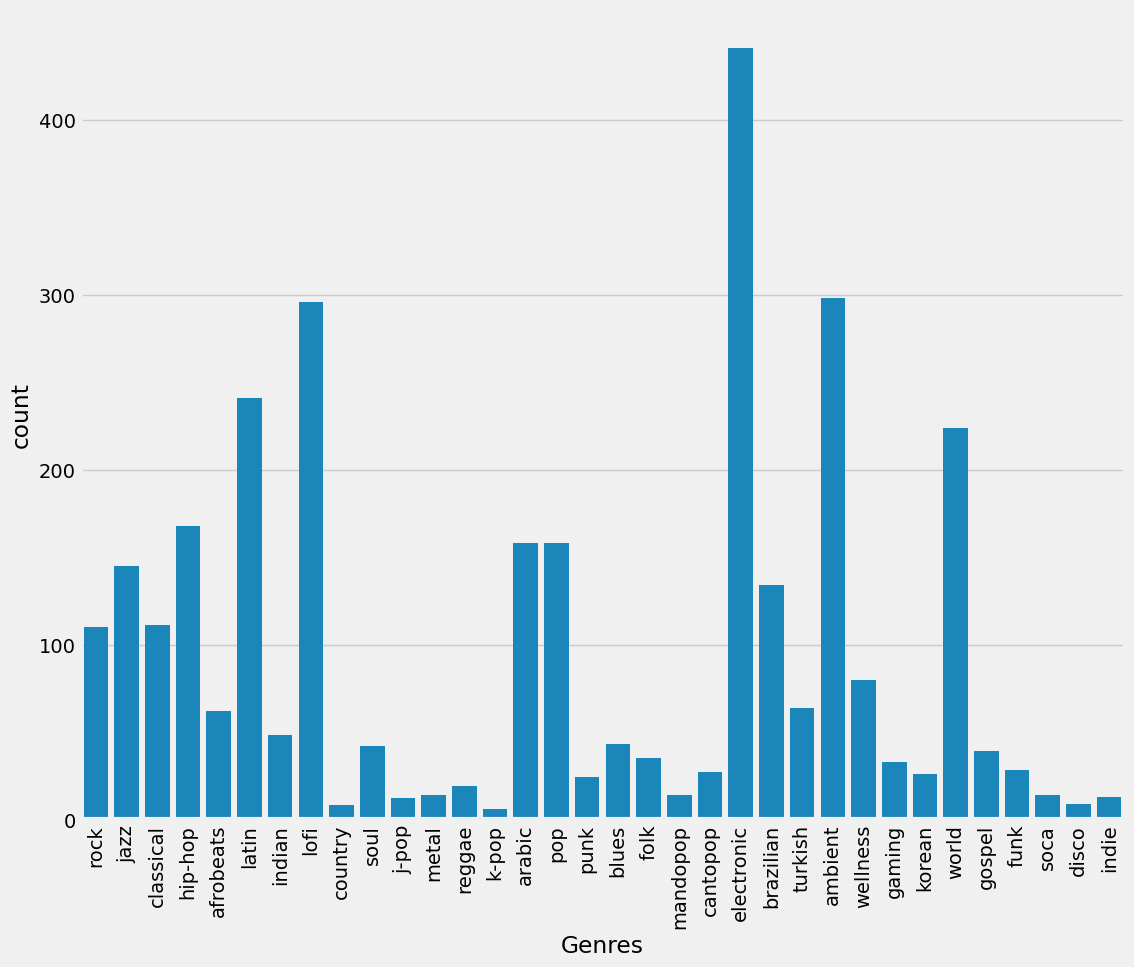 400
300
200
100
0
count
rock
jazz
classical
hip-hop
afrobeats
latin
indian
lofi
country
soul
j-pop
metal
reggae
k-pop
arabic
pop
punk
blues
folk
mandopop
cantopop
electronic
brazilian
turkish
ambient
wellness
gaming
korean
world
gospel
funk
soca
disco
indie
Genres